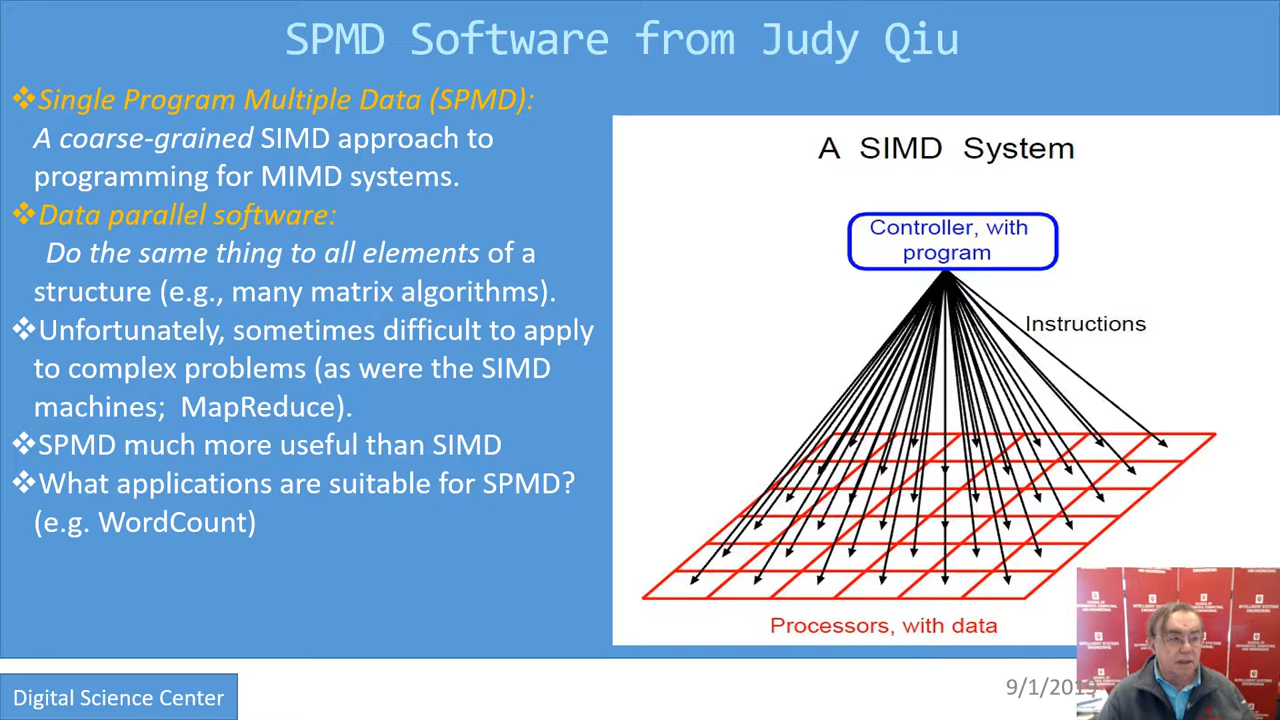 SPMD Software from Judy Qiu
❖Single Program Multiple Data (SPMD):
A coarse-grained SIMD approach to
programming for MIMD systems.
❖Data parallel software:
Do the same thing to all elements of a
structure (e.g., many matrix algorithms).
❖Unfortunately, sometimes difficult to apply
to complex problems (as were the SIMD
machines; MapReduce).
❖SPMD much more useful than SIMD
❖What applications are suitable for SPMD?
(e.g. WordCount)
A SIMD System
Controller, with
program
Instructions
Processors, with data
Digital Science Center